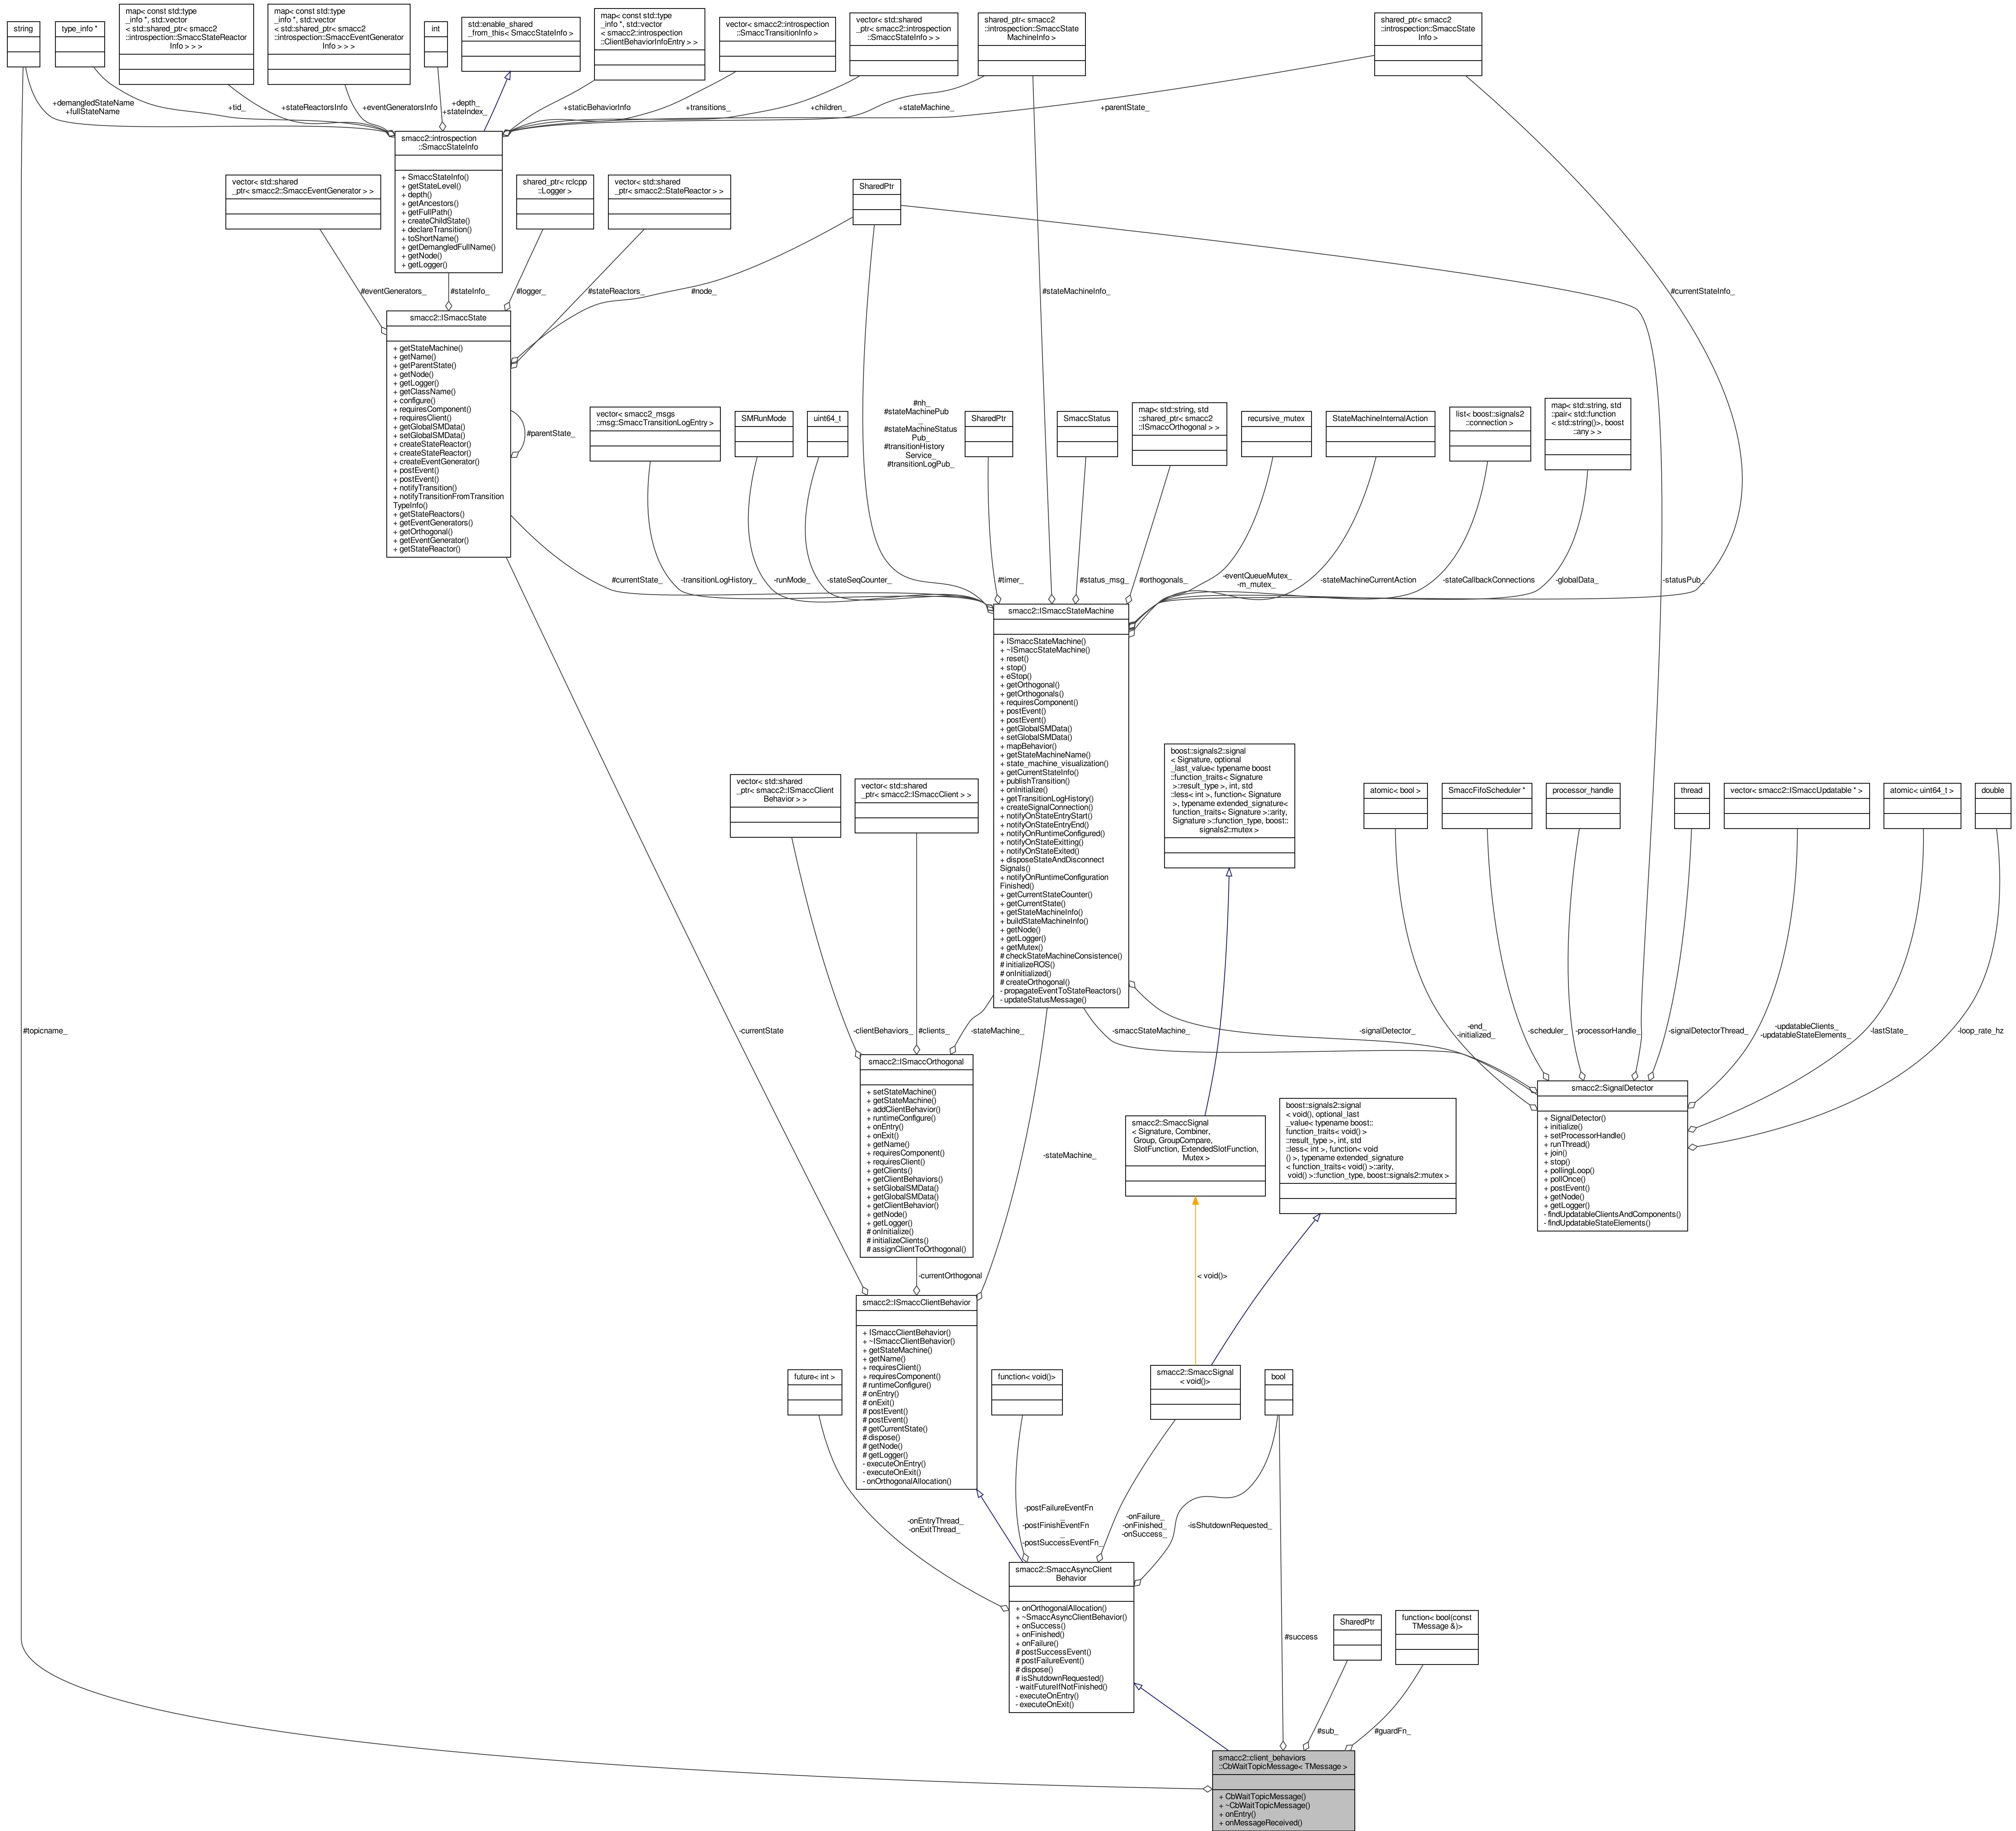 string
type_info *
map< const std::type
_info *, std::vector
< std::shared_ptr< smacc2
::introspection::SmaccStateReactor
Info > > >
map< const std::type
_info *, std::vector
< std::shared_ptr< smacc2
::introspection::SmaccEventGenerator
Info > > >
int
std::enable_shared
_from_this< SmaccStateInfo >
map< const std::type
_info *, std::vector
< smacc2::introspection
::ClientBehaviorInfoEntry > >
vector< smacc2::introspection
::SmaccTransitionInfo >
vector< std::shared
_ptr< smacc2::introspection
::SmaccStateInfo > >
shared_ptr< smacc2
::introspection::SmaccState
MachineInfo >
shared_ptr< smacc2
::introspection::SmaccState
Info >
+demangledStateName
+fullStateName
+tid_
+stateReactorsInfo
+eventGeneratorsInfo
+depth_
+stateIndex_
+staticBehaviorInfo
+transitions_
+children_
+stateMachine_
+parentState_
smacc2::introspection
::SmaccStateInfo
+ SmaccStateInfo()
+ getStateLevel()
+ depth()
+ getAncestors()
+ getFullPath()
+ createChildState()
+ declareTransition()
+ toShortName()
+ getDemangledFullName()
+ getNode()
+ getLogger()
vector< std::shared
_ptr< smacc2::SmaccEventGenerator > >
shared_ptr< rclcpp
::Logger >
vector< std::shared
_ptr< smacc2::StateReactor > >
SharedPtr
#eventGenerators_
#stateInfo_
#logger_
#stateReactors_
#node_
#stateMachineInfo_
#currentStateInfo_
smacc2::ISmaccState
+ getStateMachine()
+ getName()
+ getParentState()
+ getNode()
+ getLogger()
+ getClassName()
+ configure()
+ requiresComponent()
+ requiresClient()
+ getGlobalSMData()
+ setGlobalSMData()
+ createStateReactor()
+ createStateReactor()
+ createEventGenerator()
+ postEvent()
+ postEvent()
+ notifyTransition()
+ notifyTransitionFromTransition
TypeInfo()
+ getStateReactors()
+ getEventGenerators()
+ getOrthogonal()
+ getEventGenerator()
+ getStateReactor()
#parentState_
vector< smacc2_msgs
::msg::SmaccTransitionLogEntry >
SMRunMode
uint64_t
#nh_
#stateMachinePub
_
#stateMachineStatus
Pub_
#transitionHistory
Service_
#transitionLogPub_
SharedPtr
SmaccStatus
map< std::string, std
::shared_ptr< smacc2
::ISmaccOrthogonal > >
recursive_mutex
StateMachineInternalAction
list< boost::signals2
::connection >
map< std::string, std
::pair< std::function
< std::string()>, boost
::any > >
#currentState_
-transitionLogHistory_
-runMode_
-stateSeqCounter_
#timer_
#status_msg_
#orthogonals_
-eventQueueMutex_
-m_mutex_
-stateMachineCurrentAction
-stateCallbackConnections
-globalData_
-statusPub_
smacc2::ISmaccStateMachine
+ ISmaccStateMachine()
+ ~ISmaccStateMachine()
+ reset()
+ stop()
+ eStop()
+ getOrthogonal()
+ getOrthogonals()
+ requiresComponent()
+ postEvent()
+ postEvent()
+ getGlobalSMData()
+ setGlobalSMData()
+ mapBehavior()
+ getStateMachineName()
+ state_machine_visualization()
+ getCurrentStateInfo()
+ publishTransition()
+ onInitialize()
+ getTransitionLogHistory()
+ createSignalConnection()
+ notifyOnStateEntryStart()
+ notifyOnStateEntryEnd()
+ notifyOnRuntimeConfigured()
+ notifyOnStateExitting()
+ notifyOnStateExited()
+ disposeStateAndDisconnect
Signals()
+ notifyOnRuntimeConfiguration
Finished()
+ getCurrentStateCounter()
+ getCurrentState()
+ getStateMachineInfo()
+ buildStateMachineInfo()
+ getNode()
+ getLogger()
+ getMutex()
# checkStateMachineConsistence()
# initializeROS()
# onInitialized()
# createOrthogonal()
- propagateEventToStateReactors()
- updateStatusMessage()
boost::signals2::signal
< Signature, optional
_last_value< typename boost
::function_traits< Signature
>::result_type >, int, std
::less< int >, function< Signature
>, typename extended_signature<
function_traits< Signature >::arity,
Signature >::function_type, boost::
signals2::mutex >
vector< std::shared
_ptr< smacc2::ISmaccClient
Behavior > >
vector< std::shared
_ptr< smacc2::ISmaccClient > >
atomic< bool >
SmaccFifoScheduler *
processor_handle
thread
vector< smacc2::ISmaccUpdatable * >
atomic< uint64_t >
double
#topicname_
-currentState
-clientBehaviors_
#clients_
-stateMachine_
-smaccStateMachine_
-signalDetector_
-end_
-initialized_
-scheduler_
-processorHandle_
-signalDetectorThread_
-updatableClients_
-updatableStateElements_
-lastState_
-loop_rate_hz
smacc2::ISmaccOrthogonal
+ setStateMachine()
+ getStateMachine()
+ addClientBehavior()
+ runtimeConfigure()
+ onEntry()
+ onExit()
+ getName()
+ requiresComponent()
+ requiresClient()
+ getClients()
+ getClientBehaviors()
+ setGlobalSMData()
+ getGlobalSMData()
+ getClientBehavior()
+ getNode()
+ getLogger()
# onInitialize()
# initializeClients()
# assignClientToOrthogonal()
smacc2::SignalDetector
+ SignalDetector()
+ initialize()
+ setProcessorHandle()
+ runThread()
+ join()
+ stop()
+ pollingLoop()
+ pollOnce()
+ postEvent()
+ getNode()
+ getLogger()
- findUpdatableClientsAndComponents()
- findUpdatableStateElements()
-stateMachine_
smacc2::SmaccSignal
< Signature, Combiner,
Group, GroupCompare,
SlotFunction, ExtendedSlotFunction,
Mutex >
boost::signals2::signal
< void(), optional_last
_value< typename boost::
function_traits< void() >
::result_type >, int, std
::less< int >, function< void
() >, typename extended_signature
< function_traits< void() >::arity,
void() >::function_type, boost::signals2::mutex >
-currentOrthogonal
< void()>
smacc2::ISmaccClientBehavior
+ ISmaccClientBehavior()
+ ~ISmaccClientBehavior()
+ getStateMachine()
+ getName()
+ requiresClient()
+ requiresComponent()
# runtimeConfigure()
# onEntry()
# onExit()
# postEvent()
# postEvent()
# getCurrentState()
# dispose()
# getNode()
# getLogger()
- executeOnEntry()
- executeOnExit()
- onOrthogonalAllocation()
future< int >
function< void()>
smacc2::SmaccSignal
< void()>
bool
-onEntryThread_
-onExitThread_
-postFailureEventFn
_
-postFinishEventFn
_
-postSuccessEventFn_
-onFailure_
-onFinished_
-onSuccess_
-isShutdownRequested_
smacc2::SmaccAsyncClient
Behavior
+ onOrthogonalAllocation()
+ ~SmaccAsyncClientBehavior()
+ onSuccess()
+ onFinished()
+ onFailure()
# postSuccessEvent()
# postFailureEvent()
# dispose()
# isShutdownRequested()
- waitFutureIfNotFinished()
- executeOnEntry()
- executeOnExit()
#success
SharedPtr
function< bool(const
TMessage &)>
#sub_
#guardFn_
smacc2::client_behaviors
::CbWaitTopicMessage< TMessage >
+ CbWaitTopicMessage()
+ ~CbWaitTopicMessage()
+ onEntry()
+ onMessageReceived()